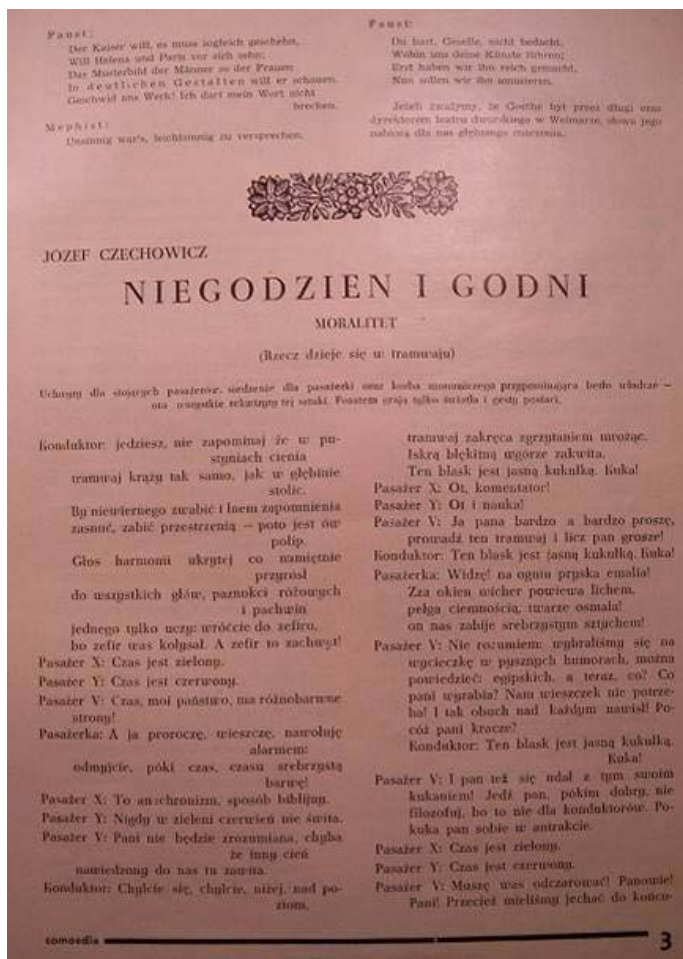 Faust:
Der Kaiser will, es muss sogleich geschehn,
Will Helena und Paris vor sich sehn;
Das Musterbild der Männer so der Frauen
In deutlichen Gestalten will er schauen.
Geschwind ans Werk! Ich darf mein Wort nicht
brechen.
Mephist:
Unsinnig war's, leichtsinnig zu versprechen.
Faust:
Du hast, Geselle, nicht bedacht,
Wohin uns deine Künste führen;
Erst haben wir ihn reich gemacht,
Nun sollen wir ihn amüsieren.
Jeżeli zważymy, że Goethe był przez długi czas
dyrektorem teatru dworskiego w Weimarze, słowa jego
nabiorą dla nas głębszego znaczenia.
JÓZEF CZECHOWICZ
NIEGODZIEN I GODNI
MORALITET
(Rzecz dzieje się w tramwaju)
Uchwyty dla stojących pasażerów, siedzenie dla pasażerki oraz korba motorniczego przypominająca berło władcze —
oto wszystkie rekwizyty tej sztuki. Pozatem grają tylko światła i gesty postaci.
Konduktor: jedziesz, nie zapominaj że w pu-
styniach cienia
tramwaj krąży tak samo, jak w głębinie
stolic.
By niewiernego zwabić i lnem zapomnienia
zasnuć, zabić przestrzenią — poto jest ów
polip.
Głos harmonii ukrytej co namiętnie
przyrósł
do wszystkich głów, paznokci różowych
i pachwin
jednego tylko uczy: wróćcie do zefiru,
bo zefir was kołysał. A zefir to zachwyt!
Pasażer X: Czas jest zielony.
Pasażer Y: Czas jest czerwony.
Pasażer V: Czas, moi państwo, ma różnobarwne
strony!
Pasażerka: A ja proroczę, wieszczę, nawołuję
alarmem:
odmyjcie, póki czas, czasu srebrzystą
barwę!
Pasażer X: To anachronizm, sposób biblijny.
Pasażer Y: Nigdy w zieleni czerwień nie świta.
Pasażer V: Pani nie będzie zrozumiana, chyba
że inny cień
nawiedzony do nas tu zawita.
Konduktor: Chylcie się, chylcie, niżej, nad po-
ziom,
tramwaj zakręca zgrzytaniem mrożąc.
Iskrą błękitną wgórze zakwita.
Ten blask jest jasną kukułką. Kuka!
Pasażer X: Ot, komentator!
Pasażer Y: Ot i nauka!
Pasażer V: Ja pana bardzo a bardzo proszę,
prowadź ten tramwaj i licz pan grosze!
Konduktor: Ten blask jest jasną kukułką. Kuka!
Pasażerka: Widzę! na ogniu pryska emalia!
Zza okien wicher powiewa lichem,
pełga ciemnością, twarze osmala!
on nas zabije srebrzystym sztychem!
Pasażer V: Nie rozumiem: wybraliśmy się na
wycieczkę w pysznych humorach, można
powiedzieć: egipskich, a teraz, co? Co
pani wyrabia? Nam wieszczek nie potrze-
ba! I tak obuch nad każdym nawisł! Po-
cóż pani kracze?
Konduktor: Ten blask jest jasną kukułką.
Kuka!
Pasażer V: I pan też się udał z tym swoim
kukaniem! Jedź pan, pókim dobry, nie
filozofuj, bo to nie dla konduktorów. Po-
kuka pan sobie w antrakcie.
Pasażer X: Czas jest zielony.
Pasażer Y: Czas jest czerwony.
Pasażer V: Muszę was odczarować! Panowie!
Pani! Przecież mieliśmy jechać do końco-
comoedia
3